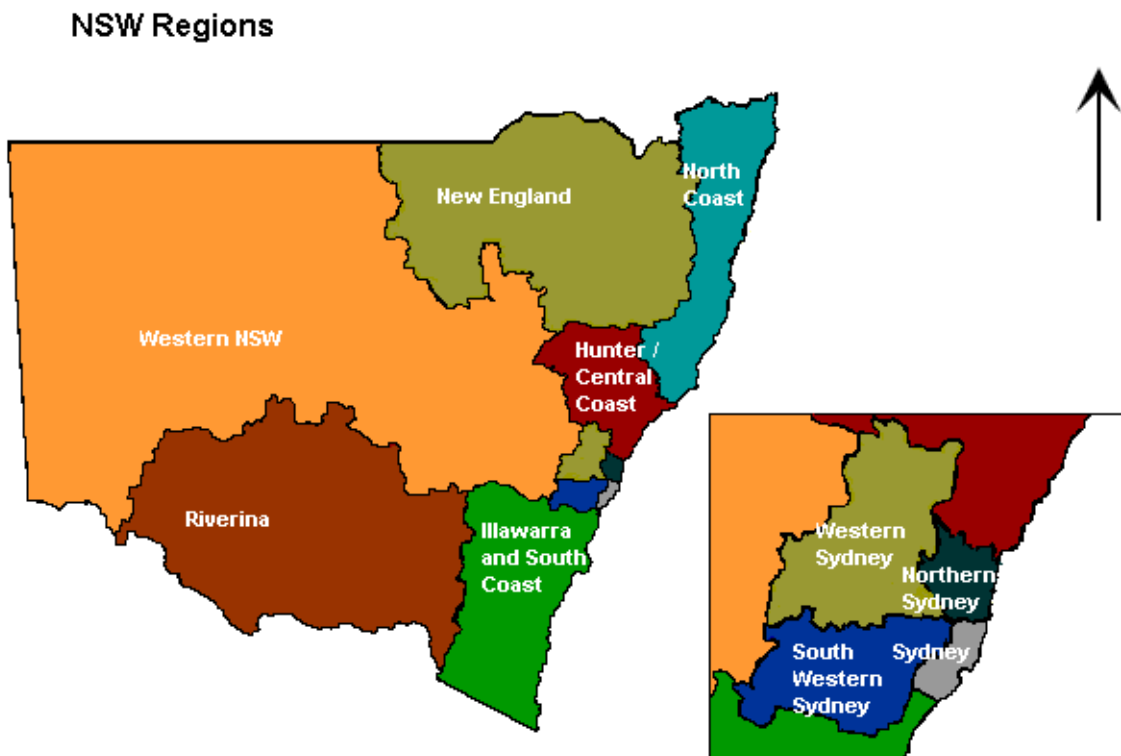 NSW Regions
North
Coast
New England
Western NSW
Hunter /
Central
Coast
Riverina
Illawarra
and South
Coast
Western
Sydney
Northern
Sydney
South
Western
Sydney
Sydney